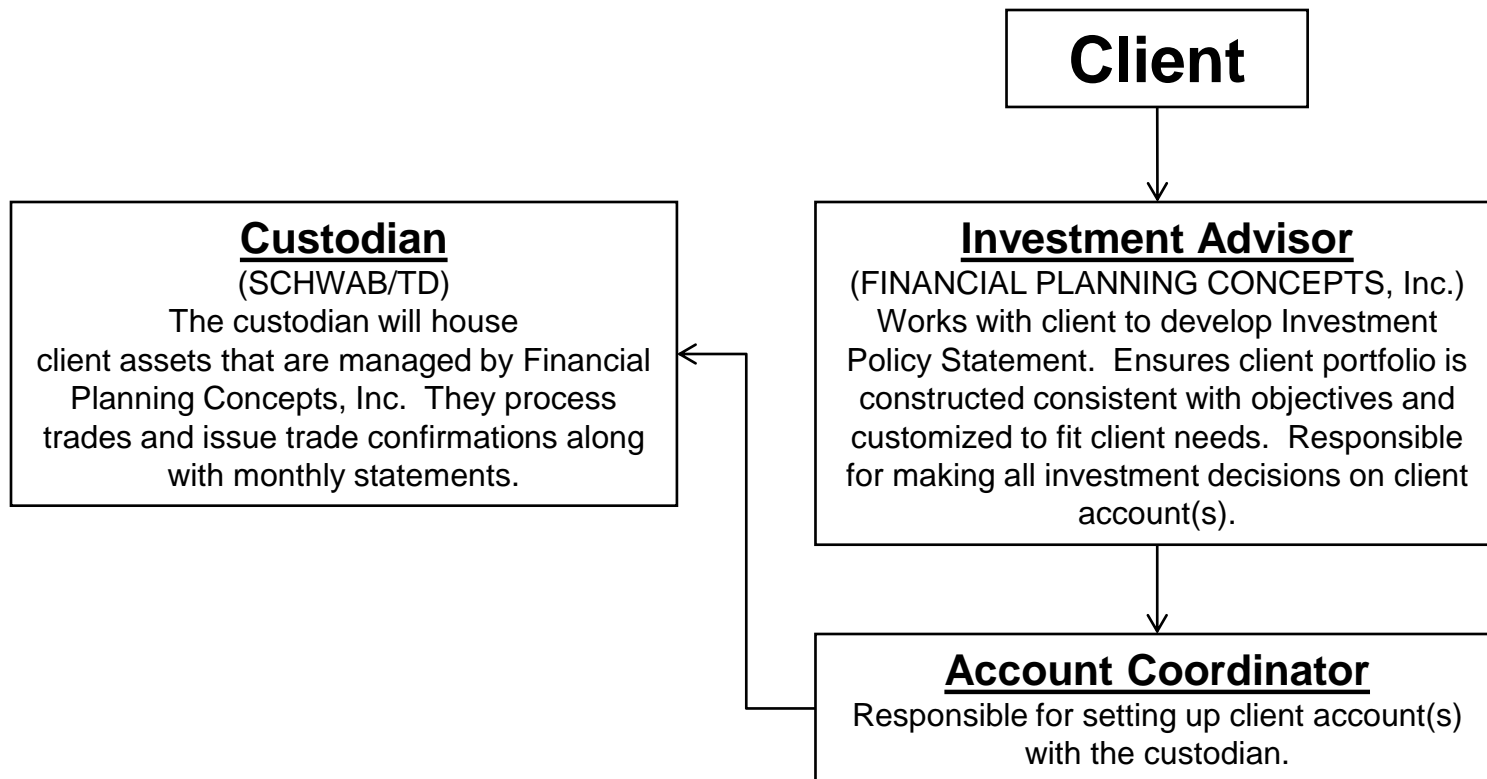 Client
Custodian
(SCHWAB/TD)
The custodian will house
client assets that are managed by Financial
Planning Concepts, Inc.  They process
trades and issue trade confirmations along
with monthly statements.
Investment Advisor
(FINANCIAL PLANNING CONCEPTS, Inc.)
Works with client to develop Investment
Policy Statement.  Ensures client portfolio is
constructed consistent with objectives and
customized to fit client needs.  Responsible
for making all investment decisions on client
account(s).
Account Coordinator
Responsible for setting up client account(s)
with the custodian.